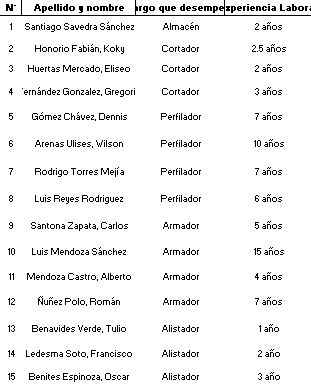 N° Apellido y nombre argo que desempe xperiencia Labora
1 Santiago Savedra Sánchez Almacén 2 años
2 Honorio Fabián, Koky Cortador 2.5 años
3 Huertas Mercado, Eliseo Cortador 2 años
4 ernández Gonzalez, Gregori Cortador 3 años
5 Gómez Chávez, Dennis Perfilador 7 años
6 Arenas Ulises, Wilson Perfilador 10 años
7 Rodrigo Torres Mejía Perfilador 7 años
8 Luis Reyes Rodriguez Perfilador 6 años
9 Santona Zapata, Carlos Armador 5 años
10 Luis Mendoza Sánchez Armador 15 años
11 Mendoza Castro, Alberto Armador 4 años
12 Ñuñez Polo, Román Armador 7 años
13 Benavides Verde, Tulio Alistador 1 año
14 Ledesma Soto, Francisco Alistador 2 año
15 Benites Espinoza, Oscar Alistador 3 año